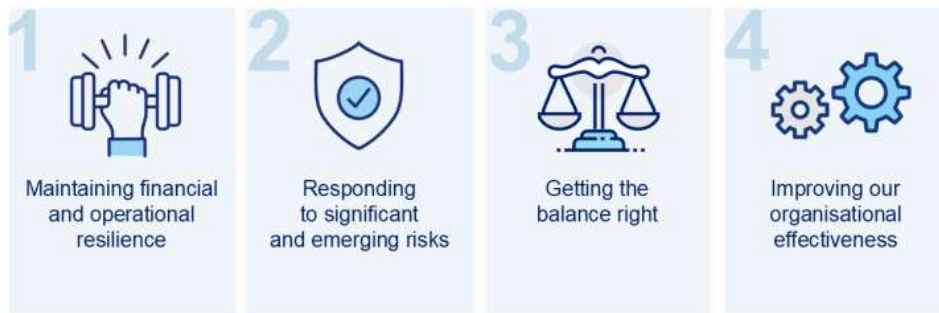 1
Maintaining financial
and operational
resilience
2
Responding
to significant
and emerging risks
3
Getting the
balance right
4
Improving our
organisational
effectiveness